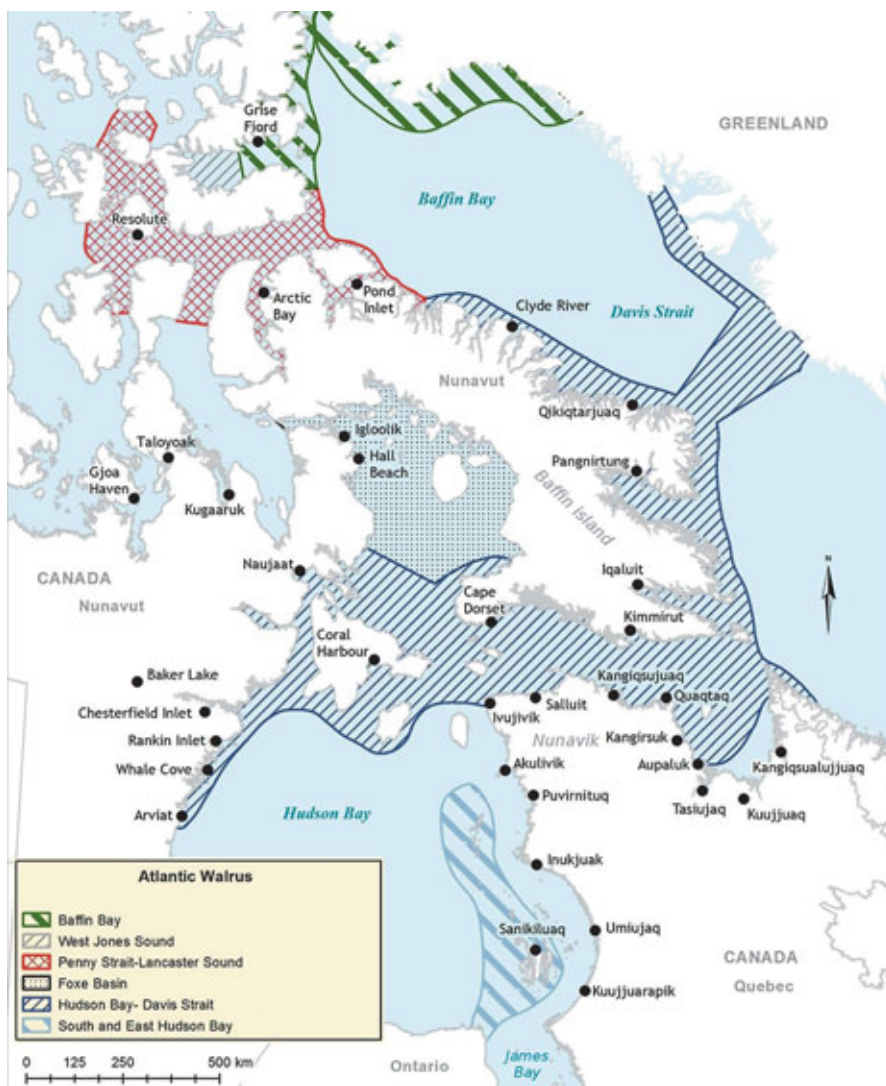 Grise
Fiord
GREENLAND
Baffin Bay
Resolute
Arctic
Bay
Pond
Inlet
Clyde River
Davis Strait
Nunavut
Qikiqtarjuaq
Igloolik
Hall
Beach
Taloyoak
Gjoa
Haven
Kugaaruk
Pangnirtung
Baffin Island
Naujaat
CANADA
Nunavut
Iqaluit
Cape
Dorset
Kimmirut
N
Coral
Harbour
Baker Lake
Kangiqsujuaq
Chesterfield Inlet
Ivujivik
Salluit
Quaqtaq
Rankin Inlet
Nunavik
Kangirsuk
Whale Cove
Akulivik
Aupaluk
Kangiqsualujjuaq
Puvirnituq
Tasiujaq
Kuujjuaq
Arviat
Hudson Bay
Inukjuak
Sanikiluaq
Umiujaq
CANADA
Quebec
Kuujjuarapik
Atlantic Walrus
Baffin Bay
West Jones Sound
Penny Strait-Lancaster Sound
Foxe Basin
Hudson Bay- Davis Strait
South and East Hudson Bay
Ontario
James
Bay
0 125 250 500 km